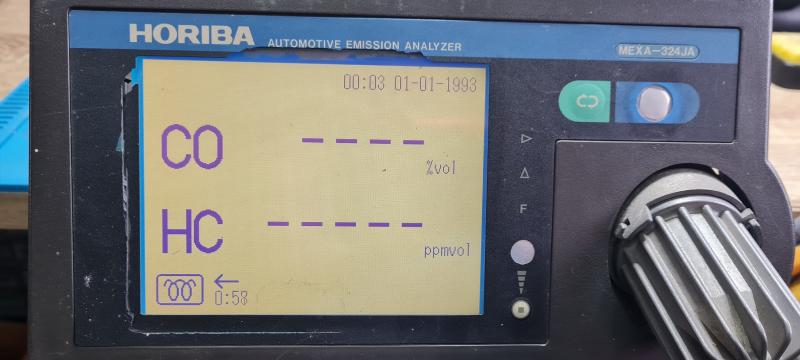 HORIBA AUTOMOTIVE EMISSION ANALYZER
MEXA-324JA
00:03 01-01-1993
CO ----
%vol
HC -----
ppmvol
F
0:58